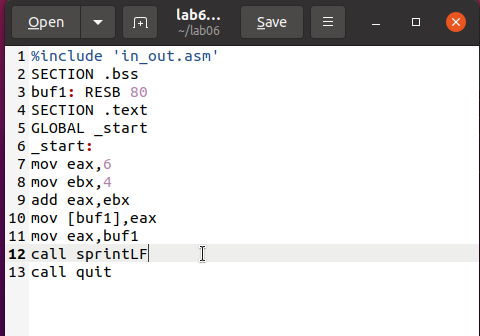 Open
lab6…
~/lab06
Save
1 %include 'in_out.asm'
2 SECTION .bss
3 buf1: RESB 80
4 SECTION .text
5 GLOBAL _start
6 _start:
7 mov eax,6
8 mov ebx,4
9 add eax,ebx
10 mov [buf1],eax
11 mov eax,buf1
12 call sprintLF
13 call quit